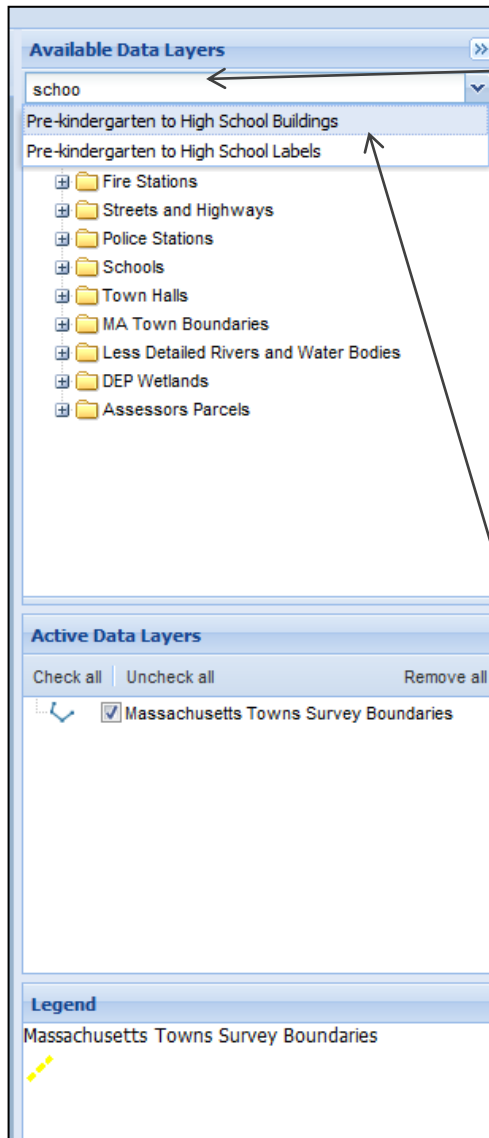 Available Data Layers
schoo
Pre-kindergarten to High School Buildings
Pre-kindergarten to High School Labels
Fire Stations
Streets and Highways
Police Stations
Schools
Town Halls
MA Town Boundaries
Less Detailed Rivers and Water Bodies
DEP Wetlands
Assessors Parcels
Active Data Layers
Check all Uncheck all Remove all
Massachusetts Towns Survey Boundaries
Legend
Massachusetts Towns Survey Boundaries